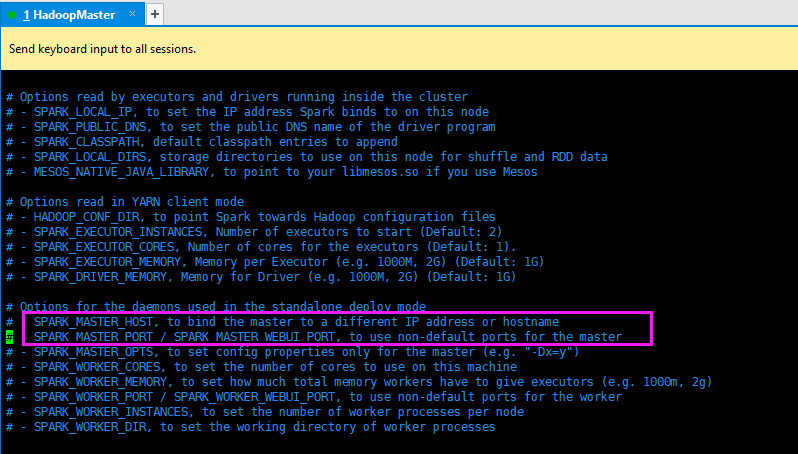 1 HadoopMaster × +
Send keyboard input to all sessions.
# Options read by executors and drivers running inside the cluster
# - SPARK_LOCAL_IP, to set the IP address Spark binds to on this node
# - SPARK_PUBLIC_DNS, to set the public DNS name of the driver program
# - SPARK_CLASSPATH, default classpath entries to append
# - SPARK_LOCAL_DIRS, storage directories to use on this node for shuffle and RDD data
# - MESOS_NATIVE_JAVA_LIBRARY, to point to your libmesos.so if you use Mesos
# Options read in YARN client mode
# - HADOOP_CONF_DIR, to point Spark towards Hadoop configuration files
# - SPARK_EXECUTOR_INSTANCES, Number of executors to start (Default: 2)
# - SPARK_EXECUTOR_CORES, Number of cores for the executors (Default: 1).
# - SPARK_EXECUTOR_MEMORY, Memory per Executor (e.g. 1000M, 2G) (Default: 1G)
# - SPARK_DRIVER_MEMORY, Memory for Driver (e.g. 1000M, 2G) (Default: 1G)
# Options for the daemons used in the standalone deploy mode
# SPARK_MASTER_HOST, to bind the master to a different IP address or hostname
# SPARK_MASTER_PORT / SPARK_MASTER_WEBUI_PORT, to use non-default ports for the master
# - SPARK_MASTER_OPTS, to set config properties only for the master (e.g. "-Dx=y")
# - SPARK_WORKER_CORES, to set the number of cores to use on this machine
# - SPARK_WORKER_MEMORY, to set how much total memory workers have to give executors (e.g. 1000m, 2g)
# - SPARK_WORKER_PORT / SPARK_WORKER_WEBUI_PORT, to use non-default ports for the worker
# - SPARK_WORKER_INSTANCES, to set the number of worker processes per node
# - SPARK_WORKER_DIR, to set the working directory of worker processes